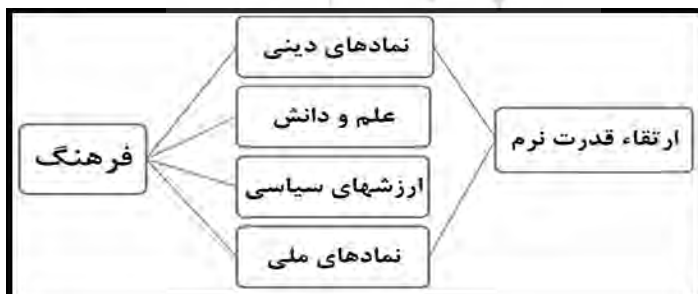 نمادهای دینی
علم و دانش
ارتقاء قدرت نرم
فرهنگ
ارزشهای سیاسی
نمادهای ملی